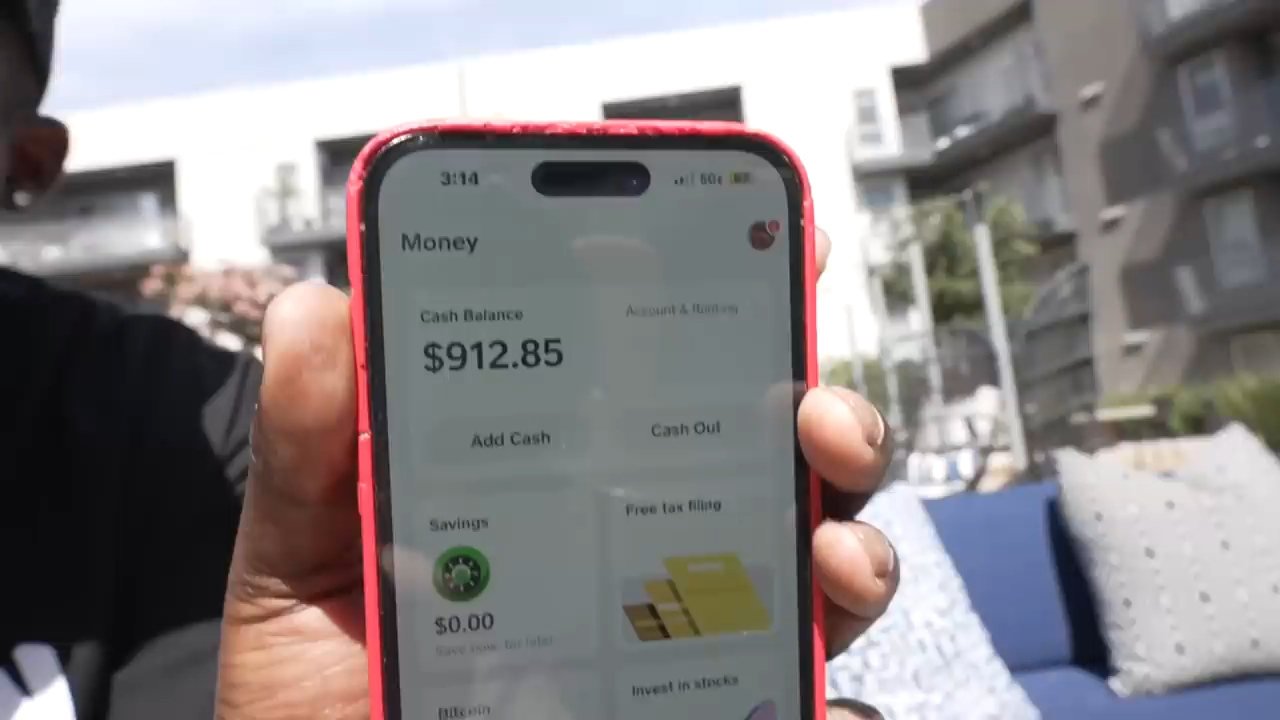 3:14
Money
Cash Balance
Account & Routing
$912.85
Add Cash
Cash Out
Savings
Free tax filing
$0.00
Save now, for later
Invest in stocks
Bitcoin